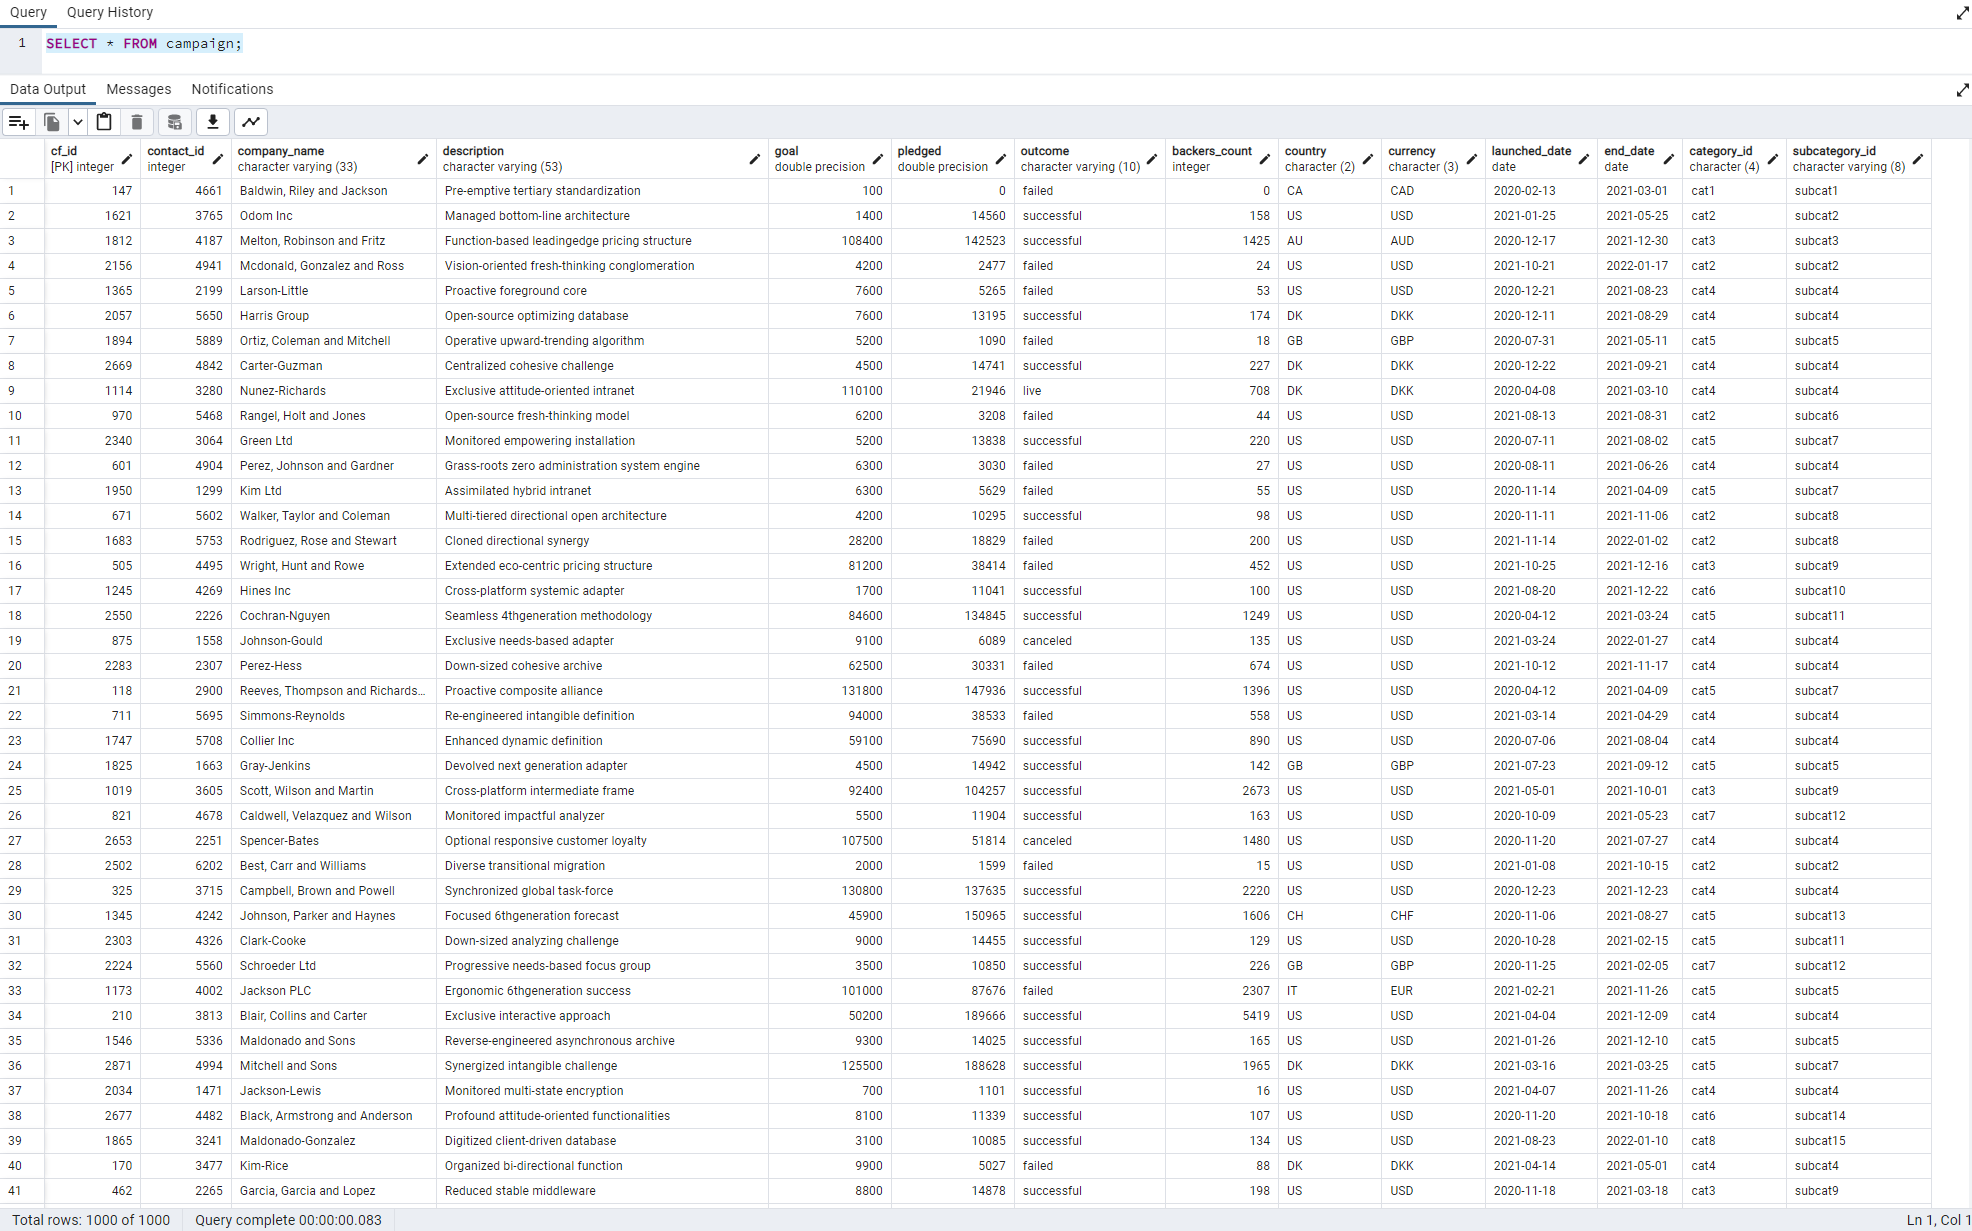 Query Query History
1 SELECT * FROM campaign;
Data Output Messages Notifications
cf_id contact_id company_name description goal pledged outcome backers_count country currency launched_date end_date category_id subcategory_id
[PK] integer integer character varying (33) character varying (53) double precision double precision character varying (10) integer character (2) character (3) date date character (4) character varying (8)
1 147 4661 Baldwin, Riley and Jackson Pre-emptive tertiary standardization 100 0 failed 0 CA CAD 2020-02-13 2021-03-01 cat1 subcat1
2 1621 3765 Odom Inc Managed bottom-line architecture 1400 14560 successful 158 US USD 2021-01-25 2021-05-25 cat2 subcat2
3 1812 4187 Melton, Robinson and Fritz Function-based leadingedge pricing structure 108400 142523 successful 1425 AU AUD 2020-12-17 2021-12-30 cat3 subcat3
4 2156 4941 Mcdonald, Gonzalez and Ross Vision-oriented fresh-thinking conglomeration 4200 2477 failed 24 US USD 2021-10-21 2022-01-17 cat2 subcat2
5 1365 2199 Larson-Little Proactive foreground core 7600 5265 failed 53 US USD 2020-12-21 2021-08-23 cat4 subcat4
6 2057 5650 Harris Group Open-source optimizing database 7600 13195 successful 174 DK DKK 2020-12-11 2021-08-29 cat4 subcat4
7 1894 5889 Ortiz, Coleman and Mitchell Operative upward-trending algorithm 5200 1090 failed 18 GB GBP 2020-07-31 2021-05-11 cat5 subcat5
8 2669 4842 Carter-Guzman Centralized cohesive challenge 4500 14741 successful 227 DK DKK 2020-12-22 2021-09-21 cat4 subcat4
9 1114 3280 Nunez-Richards Exclusive attitude-oriented intranet 110100 21946 live 708 DK DKK 2020-04-08 2021-03-10 cat4 subcat4
10 970 5468 Rangel, Holt and Jones Open-source fresh-thinking model 6200 3208 failed 44 US USD 2021-08-13 2021-08-31 cat2 subcat6
11 2340 3064 Green Ltd Monitored empowering installation 5200 13838 successful 220 US USD 2020-07-11 2021-08-02 cat5 subcat7
12 601 4904 Perez, Johnson and Gardner Grass-roots zero administration system engine 6300 3030 failed 27 US USD 2020-08-11 2021-06-26 cat4 subcat4
13 1950 1299 Kim Ltd Assimilated hybrid intranet 6300 5629 failed 55 US USD 2020-11-14 2021-04-09 cat5 subcat7
14 671 5602 Walker, Taylor and Coleman Multi-tiered directional open architecture 4200 10295 successful 98 US USD 2020-11-11 2021-11-06 cat2 subcat8
15 1683 5753 Rodriguez, Rose and Stewart Cloned directional synergy 28200 18829 failed 200 US USD 2021-11-14 2022-01-02 cat2 subcat8
16 505 4495 Wright, Hunt and Rowe Extended eco-centric pricing structure 81200 38414 failed 452 US USD 2021-10-25 2021-12-16 cat3 subcat9
17 1245 4269 Hines Inc Cross-platform systemic adapter 1700 11041 successful 100 US USD 2021-08-20 2021-12-22 cat6 subcat10
18 2550 2226 Cochran-Nguyen Seamless 4thgeneration methodology 84600 134845 successful 1249 US USD 2020-04-12 2021-03-24 cat5 subcat11
19 875 1558 Johnson-Gould Exclusive needs-based adapter 9100 6089 canceled 135 US USD 2021-03-24 2022-01-27 cat4 subcat4
20 2283 2307 Perez-Hess Down-sized cohesive archive 62500 30331 failed 674 US USD 2021-10-12 2021-11-17 cat4 subcat4
21 118 2900 Reeves, Thompson and Richards... Proactive composite alliance 131800 147936 successful 1396 US USD 2020-04-12 2021-04-09 cat5 subcat7
22 711 5695 Simmons-Reynolds Re-engineered intangible definition 94000 38533 failed 558 US USD 2021-03-14 2021-04-29 cat4 subcat4
23 1747 5708 Collier Inc Enhanced dynamic definition 59100 75690 successful 890 US USD 2020-07-06 2021-08-04 cat4 subcat4
24 1825 1663 Gray-Jenkins Devolved next generation adapter 4500 14942 successful 142 GB GBP 2021-07-23 2021-09-12 cat5 subcat5
25 1019 3605 Scott, Wilson and Martin Cross-platform intermediate frame 92400 104257 successful 2673 US USD 2021-05-01 2021-10-01 cat3 subcat9
26 821 4678 Caldwell, Velazquez and Wilson Monitored impactful analyzer 5500 11904 successful 163 US USD 2020-10-09 2021-05-23 cat7 subcat12
27 2653 2251 Spencer-Bates Optional responsive customer loyalty 107500 51814 canceled 1480 US USD 2020-11-20 2021-07-27 cat4 subcat4
28 2502 6202 Best, Carr and Williams Diverse transitional migration 2000 1599 failed 15 US USD 2021-01-08 2021-10-15 cat2 subcat2
29 325 3715 Campbell, Brown and Powell Synchronized global task-force 130800 137635 successful 2220 US USD 2020-12-23 2021-12-23 cat4 subcat4
30 1345 4242 Johnson, Parker and Haynes Focused 6thgeneration forecast 45900 150965 successful 1606 CH CHF 2020-11-06 2021-08-27 cat5 subcat13
31 2303 4326 Clark-Cooke Down-sized analyzing challenge 9000 14455 successful 129 US USD 2020-10-28 2021-02-15 cat5 subcat11
32 2224 5560 Schroeder Ltd Progressive needs-based focus group 3500 10850 successful 226 GB GBP 2020-11-25 2021-02-05 cat7 subcat12
33 1173 4002 Jackson PLC Ergonomic 6thgeneration success 101000 87676 failed 2307 IT EUR 2021-02-21 2021-11-26 cat5 subcat5
34 210 3813 Blair, Collins and Carter Exclusive interactive approach 50200 189666 successful 5419 US USD 2021-04-04 2021-12-09 cat4 subcat4
35 1546 5336 Maldonado and Sons Reverse-engineered asynchronous archive 9300 14025 successful 165 US USD 2021-01-26 2021-12-10 cat5 subcat5
36 2871 4994 Mitchell and Sons Synergized intangible challenge 125500 188628 successful 1965 DK DKK 2021-03-16 2021-03-25 cat5 subcat7
37 2034 1471 Jackson-Lewis Monitored multi-state encryption 700 1101 successful 16 US USD 2021-04-07 2021-11-26 cat4 subcat4
38 2677 4482 Black, Armstrong and Anderson Profound attitude-oriented functionalities 8100 11339 successful 107 US USD 2020-11-20 2021-10-18 cat6 subcat14
39 1865 3241 Maldonado-Gonzalez Digitized client-driven database 3100 10085 successful 134 US USD 2021-08-23 2022-01-10 cat8 subcat15
40 170 3477 Kim-Rice Organized bi-directional function 9900 5027 failed 88 DK DKK 2021-04-14 2021-05-01 cat4 subcat4
41 462 2265 Garcia, Garcia and Lopez Reduced stable middleware 8800 14878 successful 198 US USD 2020-11-18 2021-03-18 cat3 subcat9
Total rows: 1000 of 1000 Query complete 00:00:00.083 Ln 1, Col 1